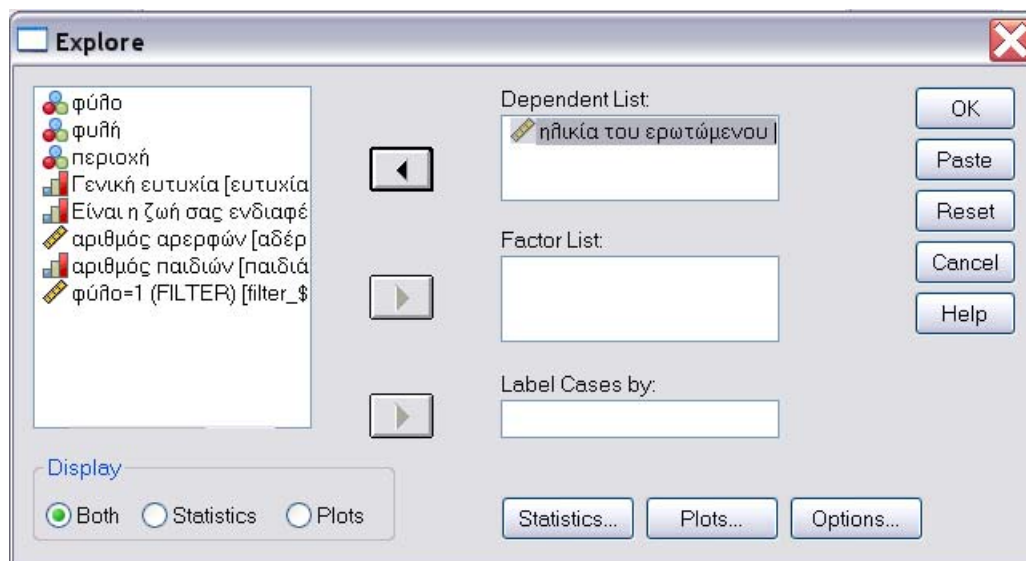 Explore
φύλο
φυλή
περιοχή
Γενική ευτυχία [ευτυχία
Είναι η ζωή σας ενδιαφέ
αριθμός αρερφών [αδέρ
αριθμός παιδιών [παιδιά
φύλο=1 (FILTER) [filter_$
Dependent List:
ηλικία του ερωτώμενου [
Factor List:
Label Cases by:
OK
Paste
Reset
Cancel
Help
Display
Both
Statistics
Plots
Statistics...
Plots...
Options...